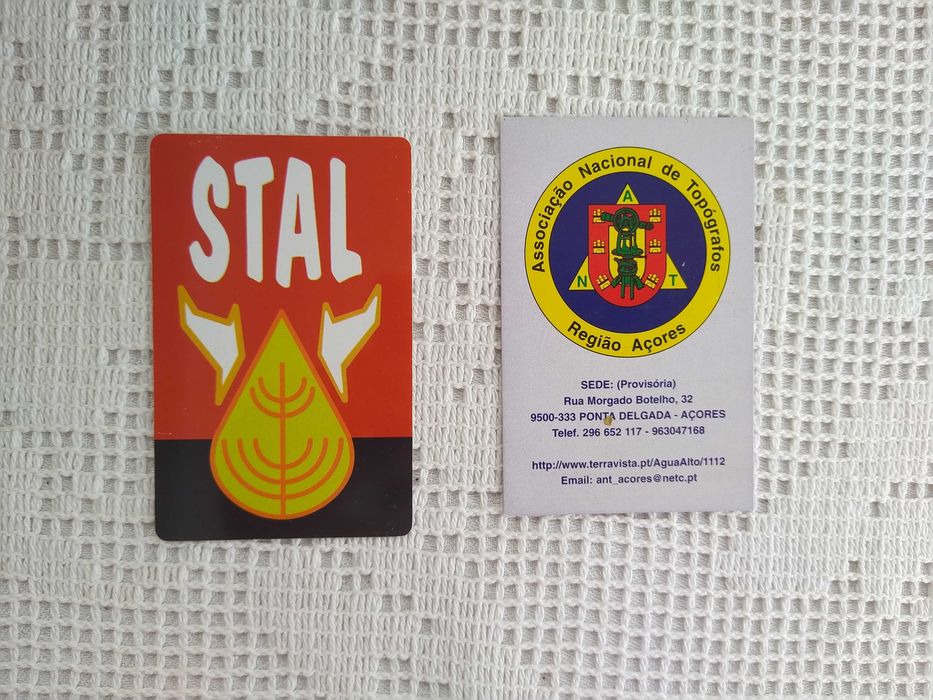 STAL
Associação Nacional de Topógrafos
A
N T
Região Açores
SEDE: (Provisória)
Rua Morgado Botelho, 32
9500-333 PONTA DELGADA - AÇORES
Telef. 296 652 117 - 963047168
http://www.terravista.pt/AguaAlto/1112
Email: ant_acores@netc.pt